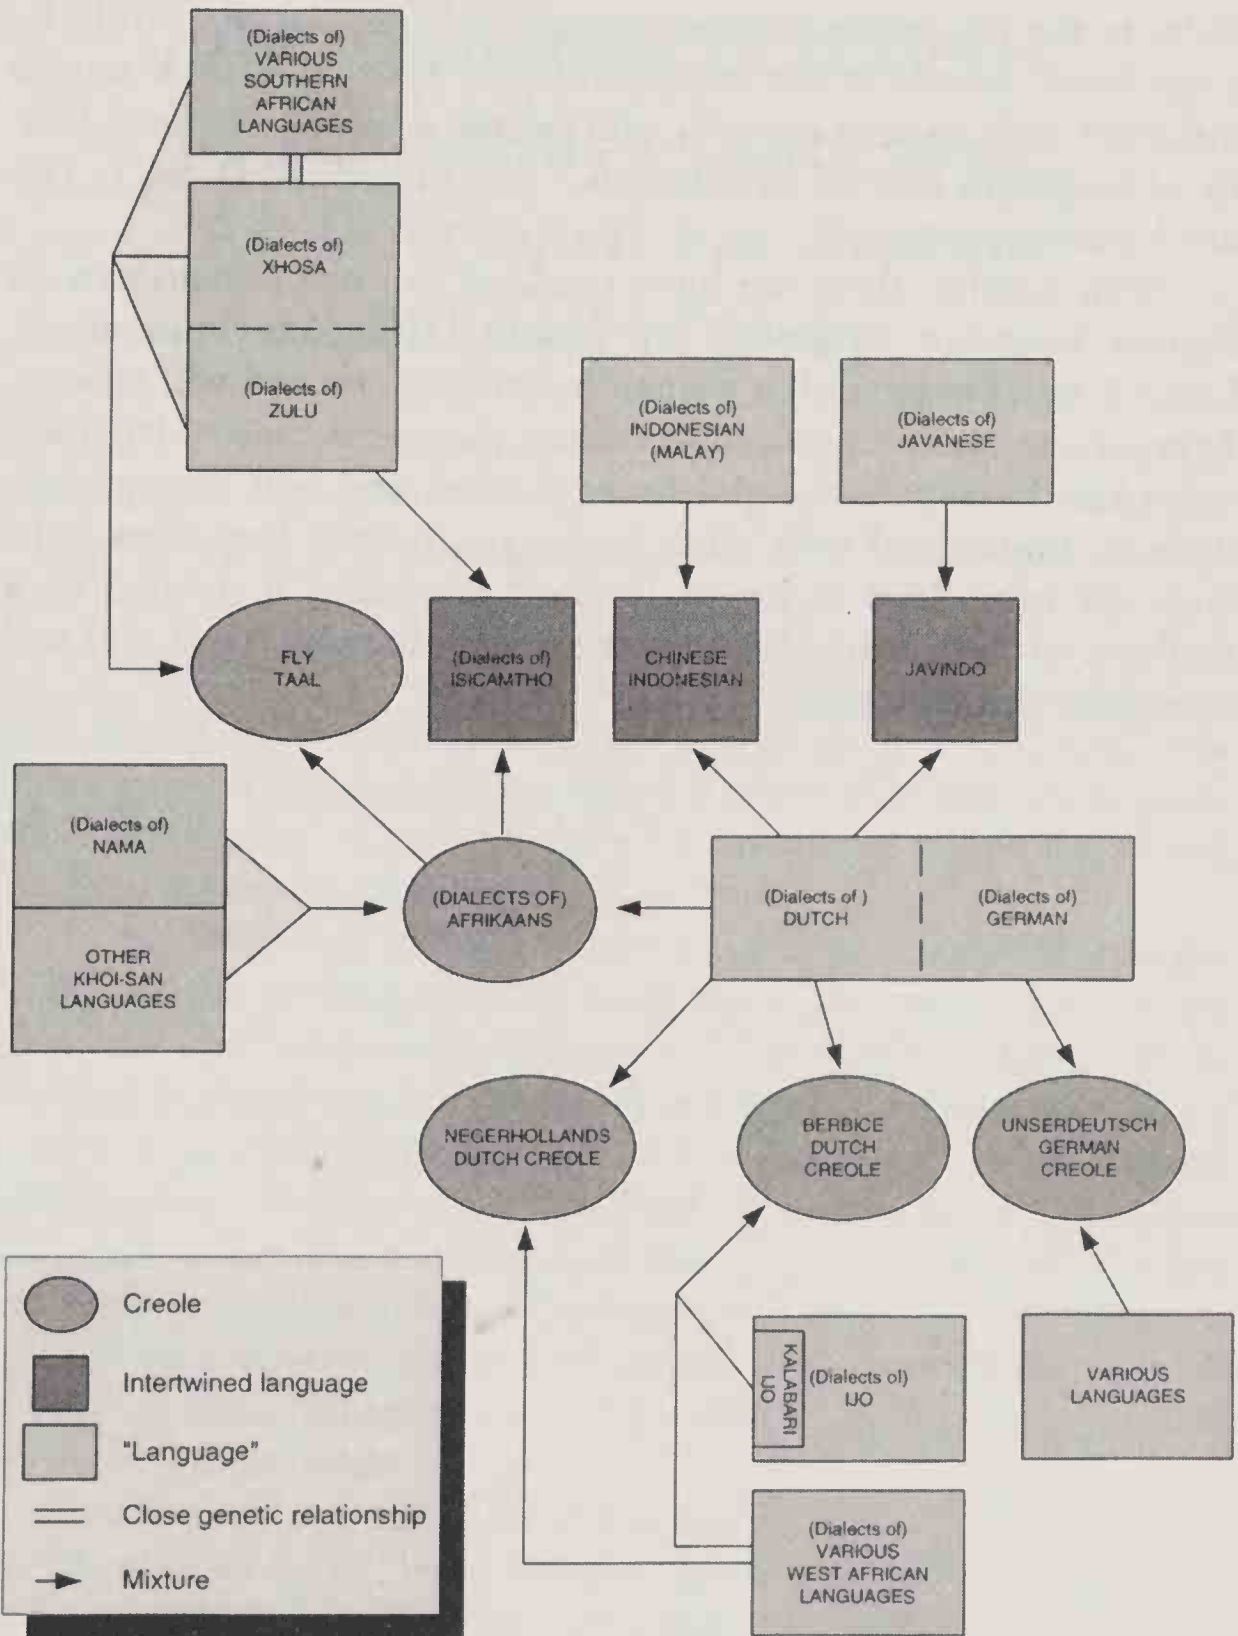 (Dialects of)
VARIOUS
SOUTHERN
AFRICAN
LANGUAGES
(Dialects of)
XHOSA
(Dialects of)
ZULU
(Dialects of)
INDONESIAN
(MALAY)
(Dialects of)
JAVANESE
FLY
TAAL
(Dialects of)
ISICAMTHO
CHINESE
INDONESIAN
JAVINDO
(Dialects of)
NAMA
OTHER
KHOI-SAN
LANGUAGES
(DIALECTS OF)
AFRIKAANS
(Dialects of )
DUTCH
(Dialects of)
GERMAN
NEGERHOLLANDS
DUTCH CREOLE
BERBICE
DUTCH
CREOLE
UNSERDEUTSCH
GERMAN
CREOLE
KALABARI
IJO
(Dialects of)
IJO
VARIOUS
LANGUAGES
(Dialects of)
VARIOUS
WEST AFRICAN
LANGUAGES
Creole
Intertwined language
"Language"
Close genetic relationship
Mixture